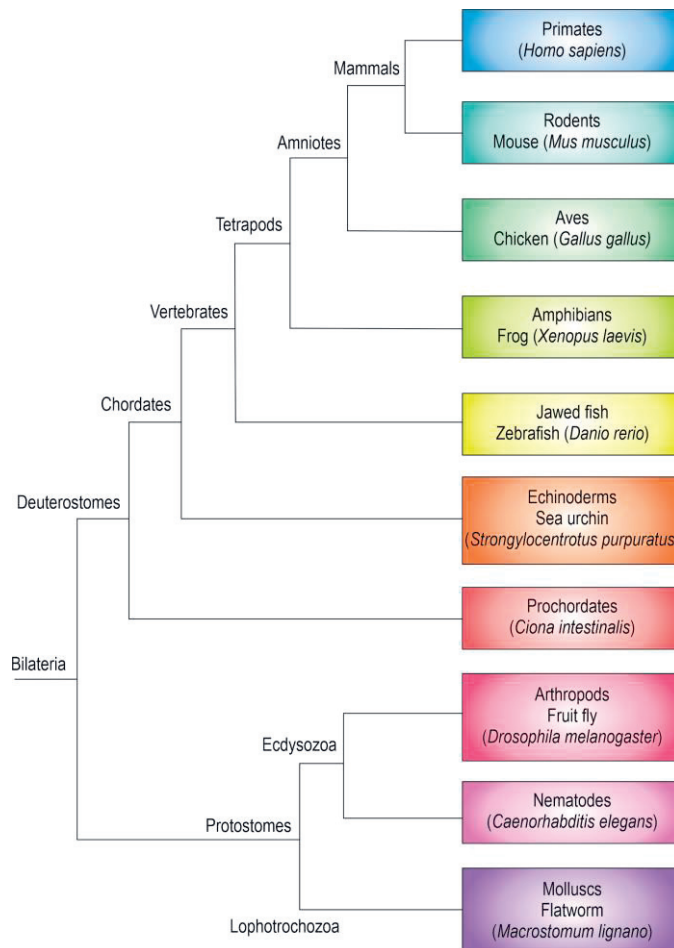 Primates
(Homo sapiens)
Mammals
Rodents
Mouse (Mus musculus)
Amniotes
Aves
Chicken (Gallus gallus)
Tetrapods
Amphibians
Frog (Xenopus laevis)
Vertebrates
Jawed fish
Zebrafish (Danio rerio)
Chordates
Echinoderms
Sea urchin
(Strongylocentrotus purpuratus
Deuterostomes
Prochordates
(Ciona intestinalis)
Bilateria
Arthropods
Fruit fly
(Drosophila melanogaster)
Ecdysozoa
Nematodes
(Caenorhabditis elegans)
Protostomes
Molluscs
Flatworm
(Macrostomum lignano)
Lophotrochozoa